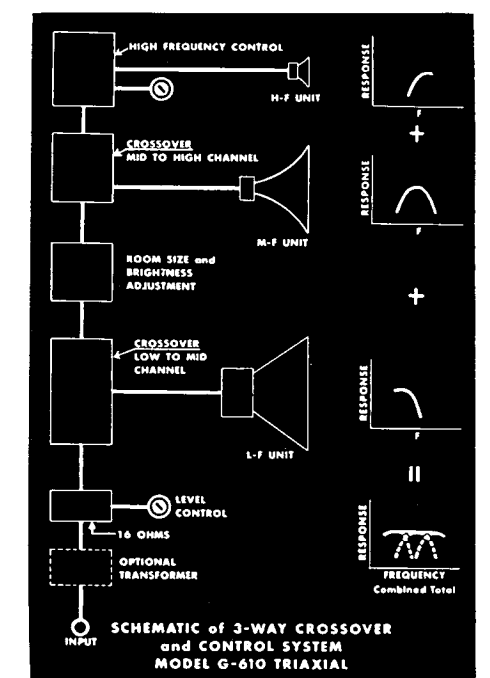 HIGH FREQUENCY CONTROL
H-F UNIT
RESPONSE
F
+
CROSSOVER
MID TO HIGH CHANNEL
M-F UNIT
RESPONSE
F
+
ROOM SIZE and
BRIGHTNESS
ADJUSTMENT
CROSSOVER
LOW TO MID
CHANNEL
L-F UNIT
RESPONSE
F
=
LEVEL
CONTROL
16 OHMS
OPTIONAL
TRANSFORMER
RESPONSE
FREQUENCY
Combined Total
INPUT
SCHEMATIC of 3-WAY CROSSOVER
and CONTROL SYSTEM
MODEL G-610 TRIAXIAL